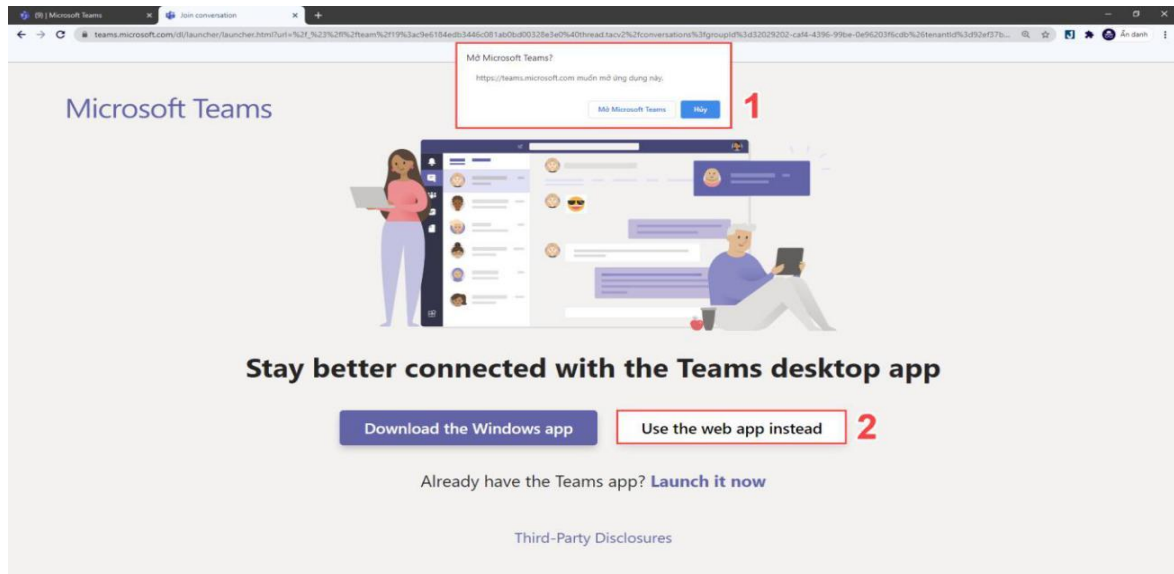 (9) | Microsoft Teams
Join conversation
teams.microsoft.com/dl/launcher/launcher.html?url=%2f_%23%2fl%2fteam%2f19%3ac9e6184edb3446c081ab0bd00328e3e0%40thread.tacv2%2fconversations%3fgroupId%3d32029202-caf4-4396-99be-0e96203f6cdb%26tenantId%3d92ef37b...
Ẩn danh
Mở Microsoft Teams?
https://teams.microsoft.com muốn mở ứng dụng này.
Mở Microsoft Teams Hủy
1
Microsoft Teams
Stay better connected with the Teams desktop app
Download the Windows app Use the web app instead 2
Already have the Teams app? Launch it now
Third-Party Disclosures